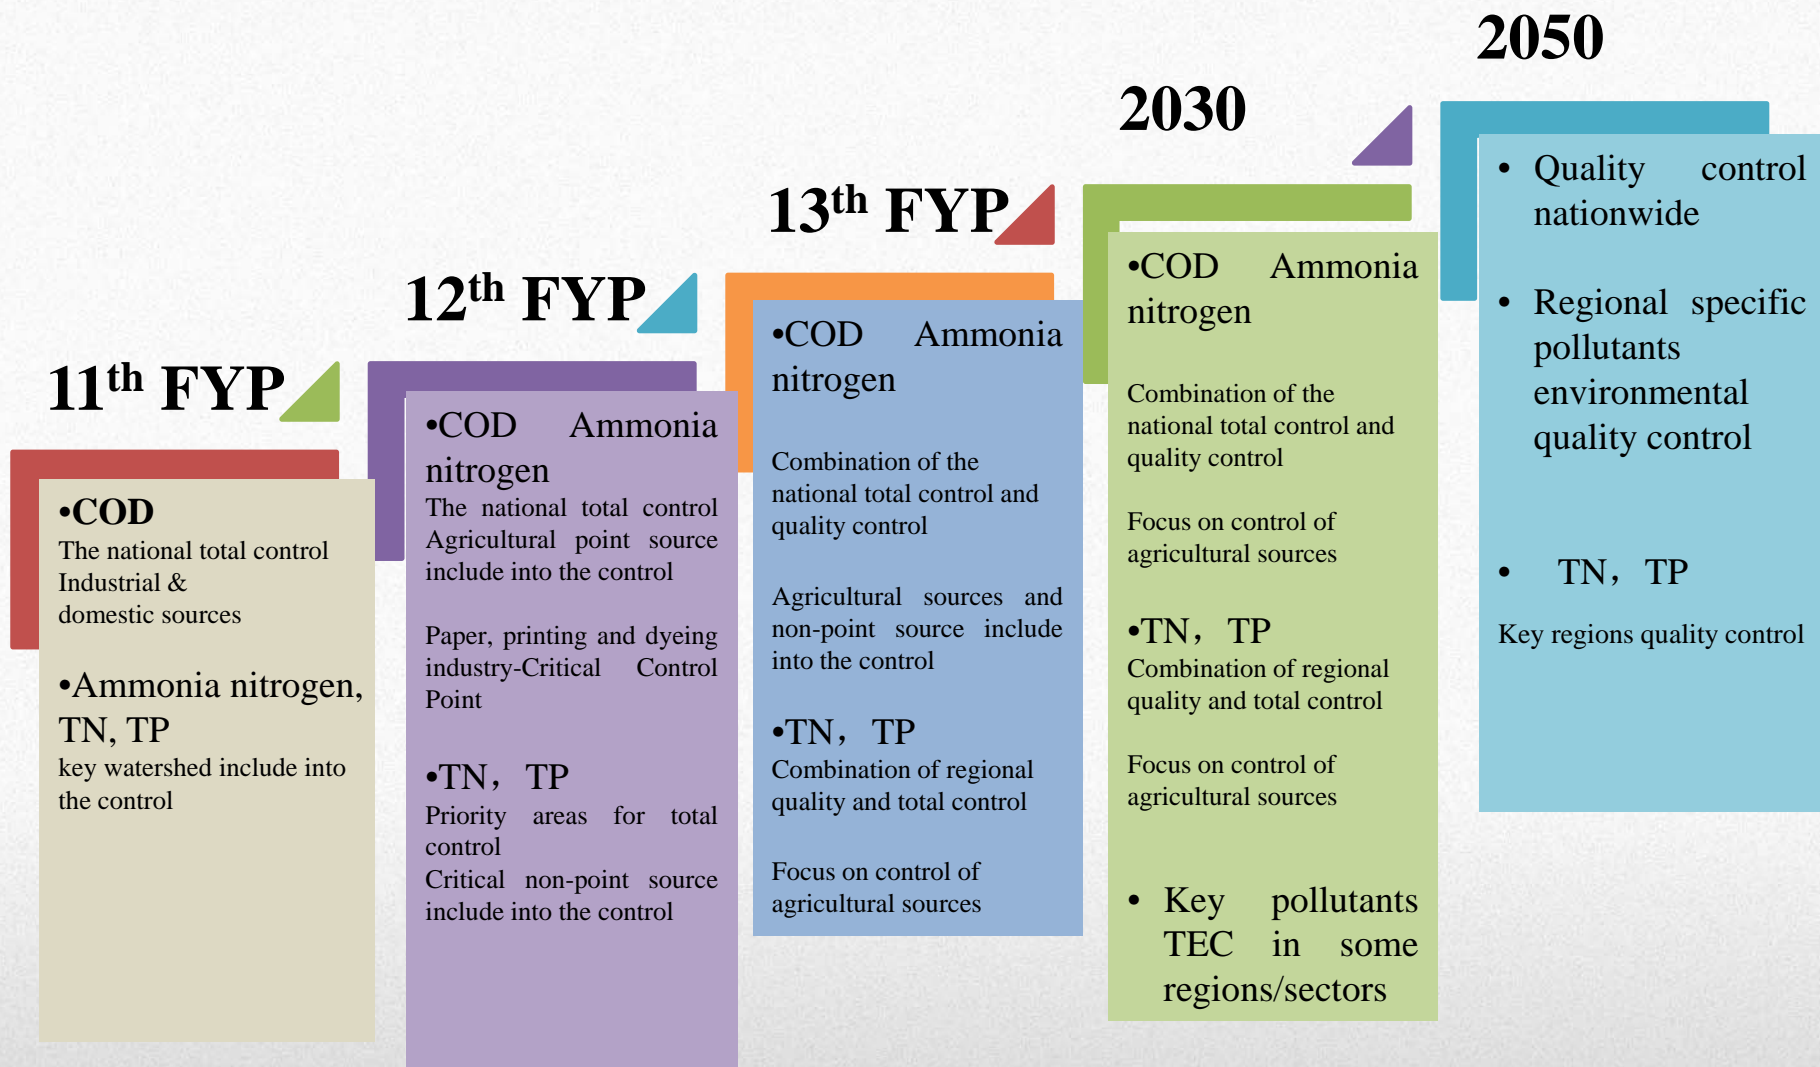 11th FYP
•COD
The national total control
Industrial &
domestic sources
•Ammonia nitrogen,
TN, TP
key watershed include into
the control
12th FYP
•COD Ammonia
nitrogen
The national total control
Agricultural point source
include into the control
Paper, printing and dyeing
industry-Critical Control
Point
•TN，TP
Priority areas for total
control
Critical non-point source
include into the control
13th FYP
•COD Ammonia
nitrogen
Combination of the
national total control and
quality control
Agricultural sources and
non-point source include
into the control
•TN，TP
Combination of regional
quality and total control
Focus on control of
agricultural sources
2030
•COD Ammonia
nitrogen
Combination of the
national total control and
quality control
Focus on control of
agricultural sources
•TN，TP
Combination of regional
quality and total control
Focus on control of
agricultural sources
• Key pollutants
TEC in some
regions/sectors
2050
• Quality control
nationwide
• Regional specific
pollutants
environmental
quality control
• TN，TP
Key regions quality control